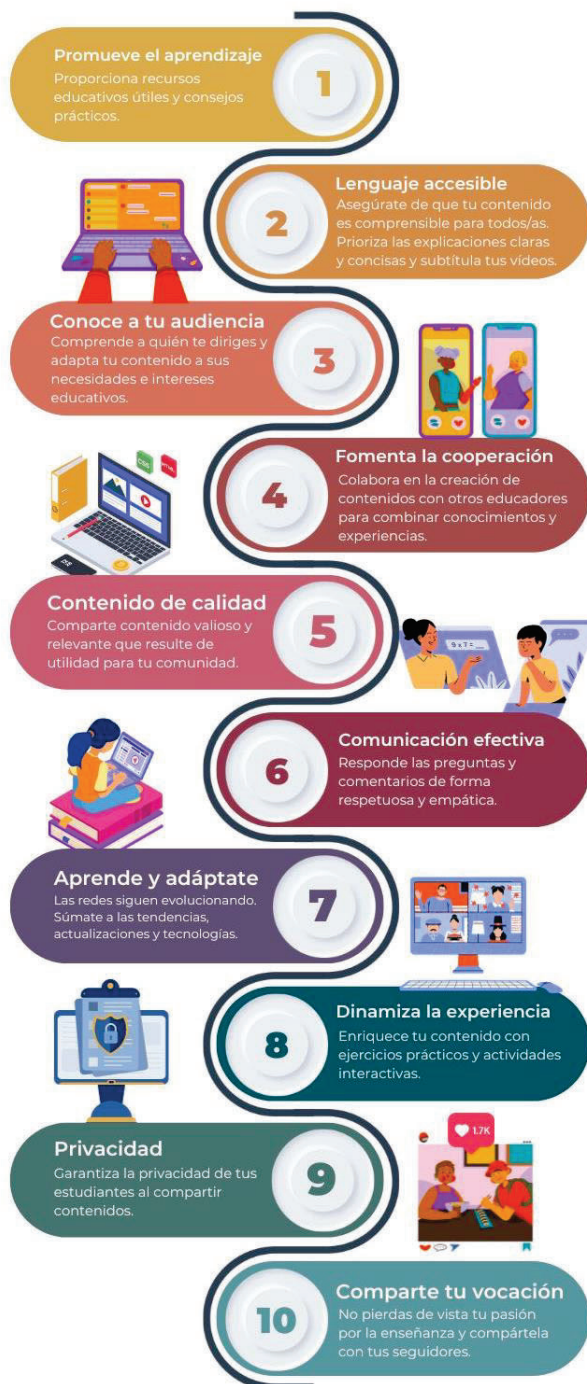 Promueve el aprendizaje
Proporciona recursos
educativos útiles y consejos
prácticos.
1
Lenguaje accesible
Asegúrate de que tu contenido
es comprensible para todos/as.
Prioriza las explicaciones claras
y concisas y subtitula tus vídeos.
2
Conoce a tu audiencia
Comprende a quién te diriges y
adapta tu contenido a sus
necesidades e intereses
educativos.
3
CSS
HTML
Fomenta la cooperación
Colabora en la creación de
contenidos con otros educadores
para combinar conocimientos y
experiencias.
4
Contenido de calidad
Comparte contenido valioso y
relevante que resulte de
utilidad para tu comunidad.
5
9 x 7 = __
Comunicación efectiva
Responde las preguntas y
comentarios de forma
respetuosa y empática.
6
Aprende y adáptate
Las redes siguen evolucionando.
Súmate a las tendencias,
actualizaciones y tecnologías.
7
Dinamiza la experiencia
Enriquece tu contenido con
ejercicios prácticos y actividades
interactivas.
8
Privacidad
Garantiza la privacidad de tus
estudiantes al compartir
contenidos.
9
1.7K
Comparte tu vocación
No pierdas de vista tu pasión
por la enseñanza y compártela
con tus seguidores.
10